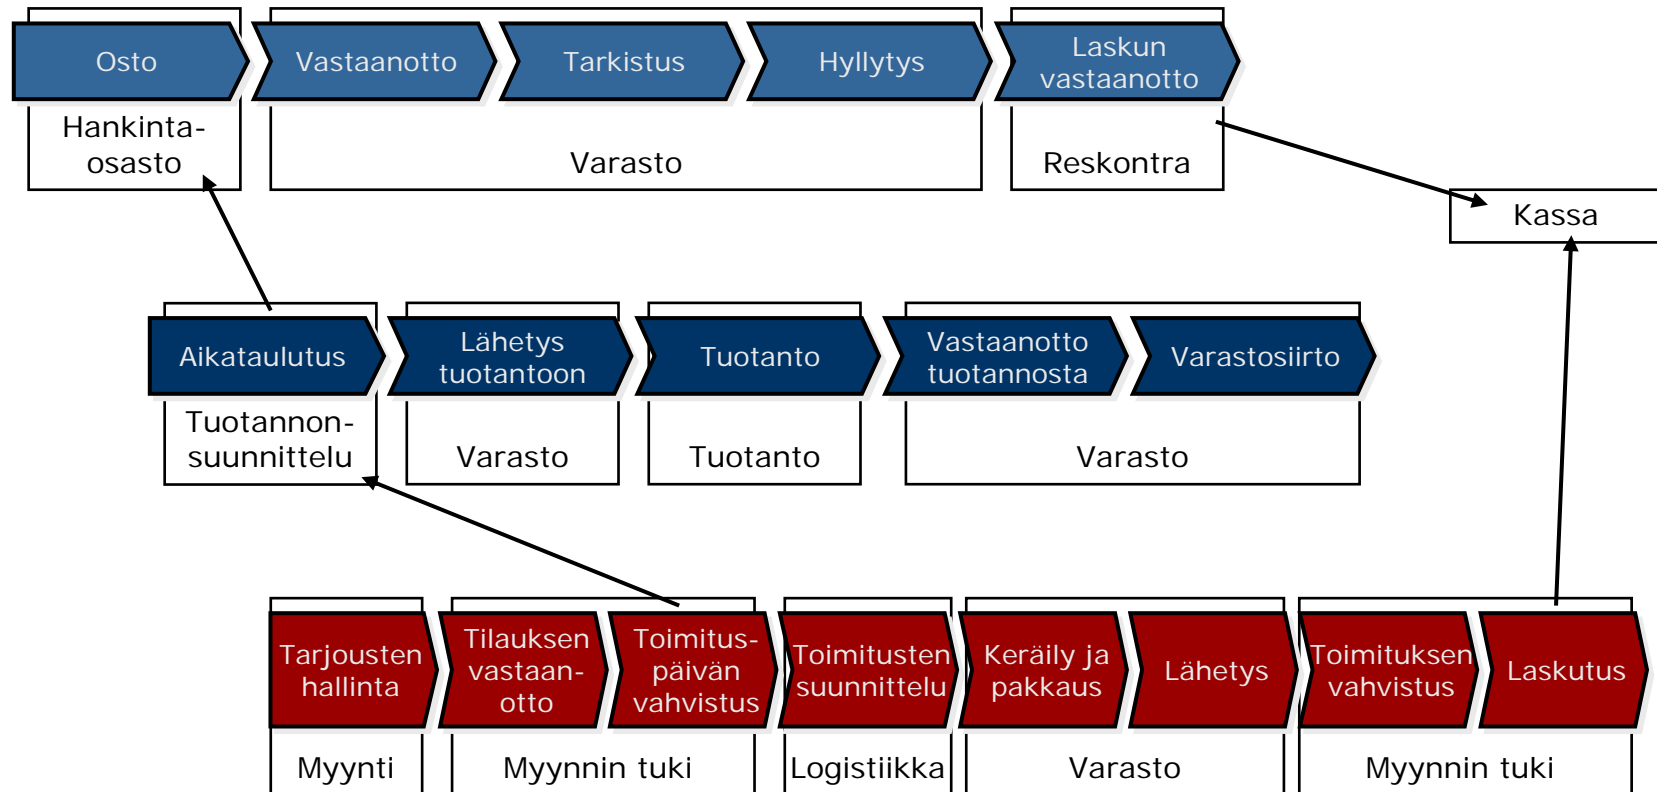 Osto
Vastaanotto
Tarkistus
Hyllytys
Laskun
vastaanotto
Hankinta-
osasto
Varasto
Reskontra
Kassa
Aikataulutus
Lähetys
tuotantoon
Tuotanto
Vastaanotto
tuotannosta
Varastosiirto
Tuotannon-
suunnittelu
Varasto
Tuotanto
Varasto
Tarjousten
hallinta
Tilauksen
vastaan-
otto
Toimitus-
päivän
vahvistus
Toimitusten
suunnittelu
Keräily ja
pakkaus
Lähetys
Toimituksen
vahvistus
Laskutus
Myynti
Myynnin tuki
Logistiikka
Varasto
Myynnin tuki